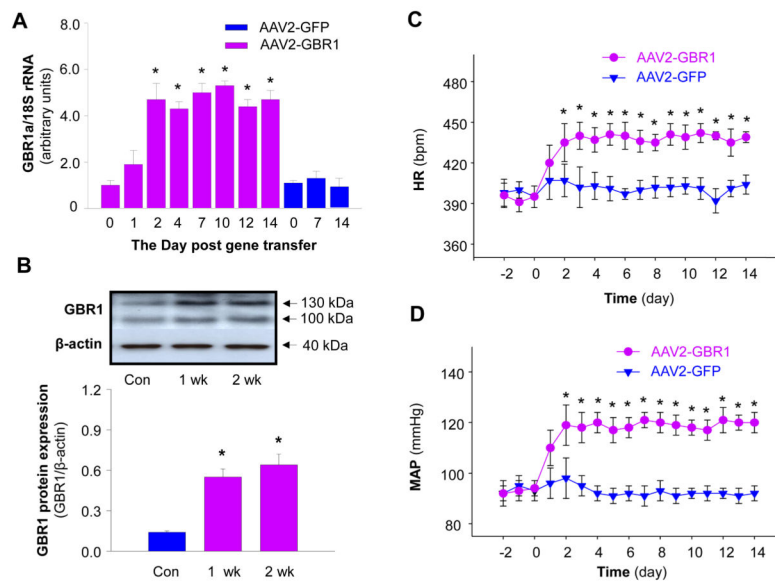 A
AAV2-GFP
AAV2-GBR1
GBR1a/18S rRNA
(arbitrary units)
8.0
6.0
4.0
2.0
0
* * * * * *
0 1 2 4 7 10 12 14 0 7 14
The Day post gene transfer
B
GBR1
130 kDa
100 kDa
β-actin
40 kDa
Con 1 wk 2 wk
GBR1 protein expression
(GBR1/β-actin)
1.2
0.9
0.6
0.3
0.0
* *
Con 1 wk 2 wk
C
AAV2-GBR1
AAV2-GFP
HR (bpm)
480
450
420
390
360
* * * * * * * * * * * * *
-2 0 2 4 6 8 10 12 14
Time (day)
D
AAV2-GBR1
AAV2-GFP
MAP (mmHg)
140
120
100
80
* * * * * * * * * * * * *
-2 0 2 4 6 8 10 12 14
Time (day)